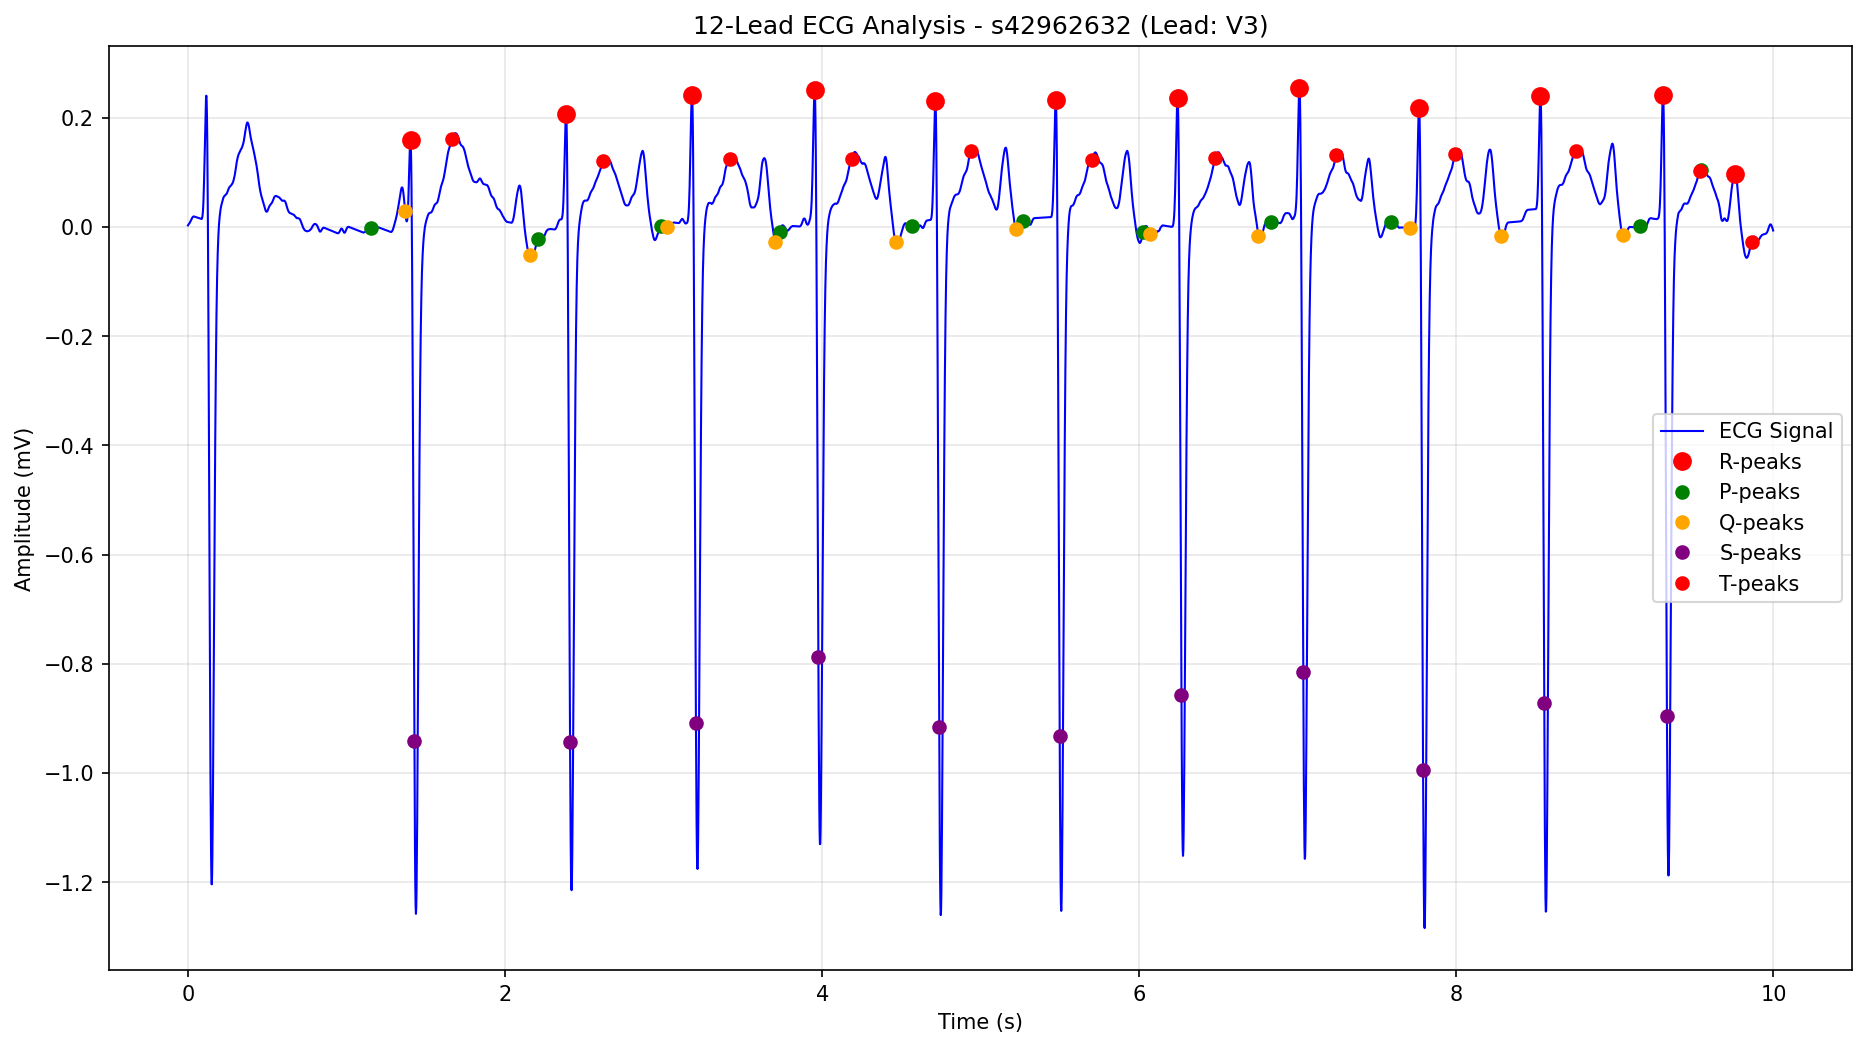 12-Lead ECG Analysis - s42962632 (Lead: V3)
Amplitude (mV)
0.2
0.0
−0.2
−0.4
−0.6
−0.8
−1.0
−1.2
ECG Signal
R-peaks
P-peaks
Q-peaks
S-peaks
T-peaks
0 2 4 6 8 10
Time (s)